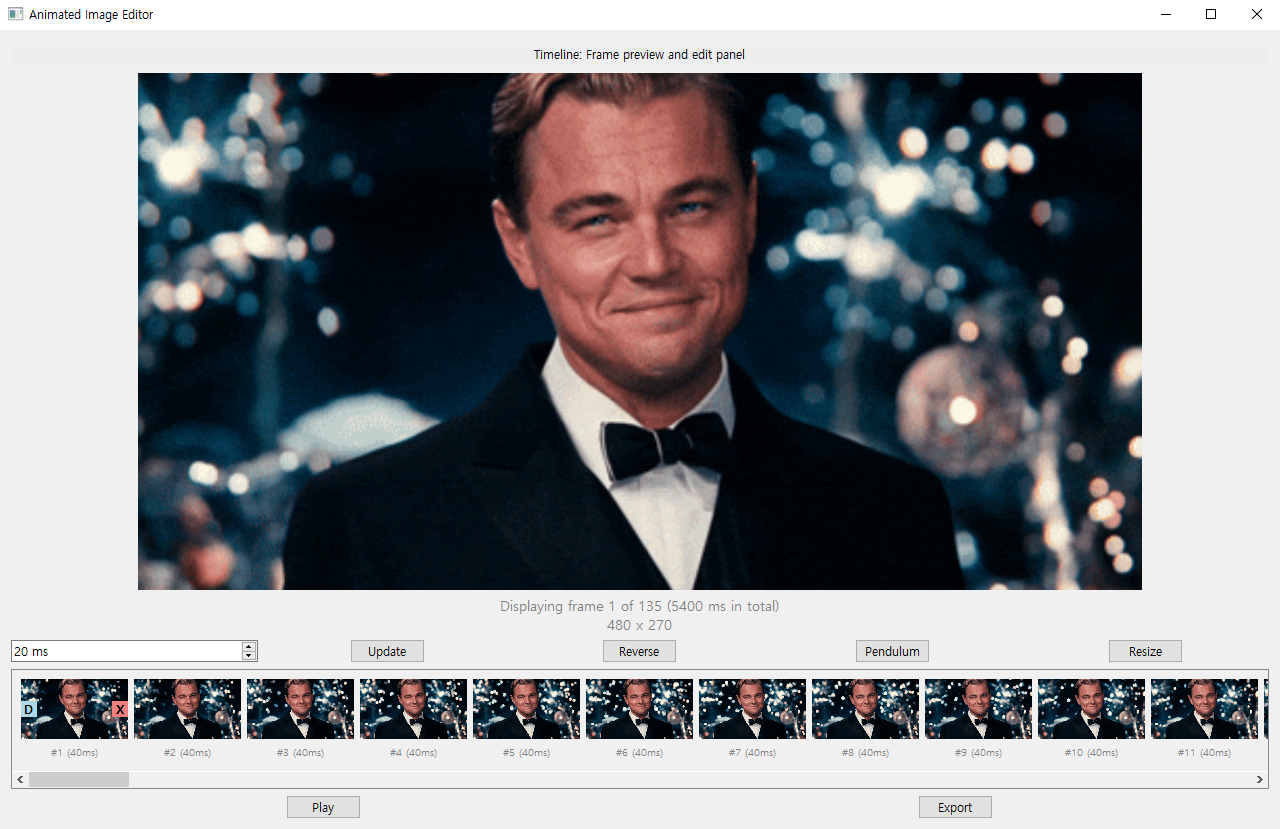 Animated Image Editor
Timeline: Frame preview and edit panel
Displaying frame 1 of 135 (5400 ms in total)
480 x 270
20 ms Update Reverse Pendulum Resize
D X
#1 (40ms) #2 (40ms) #3 (40ms) #4 (40ms) #5 (40ms) #6 (40ms) #7 (40ms) #8 (40ms) #9 (40ms) #10 (40ms) #11 (40ms)
Play Export